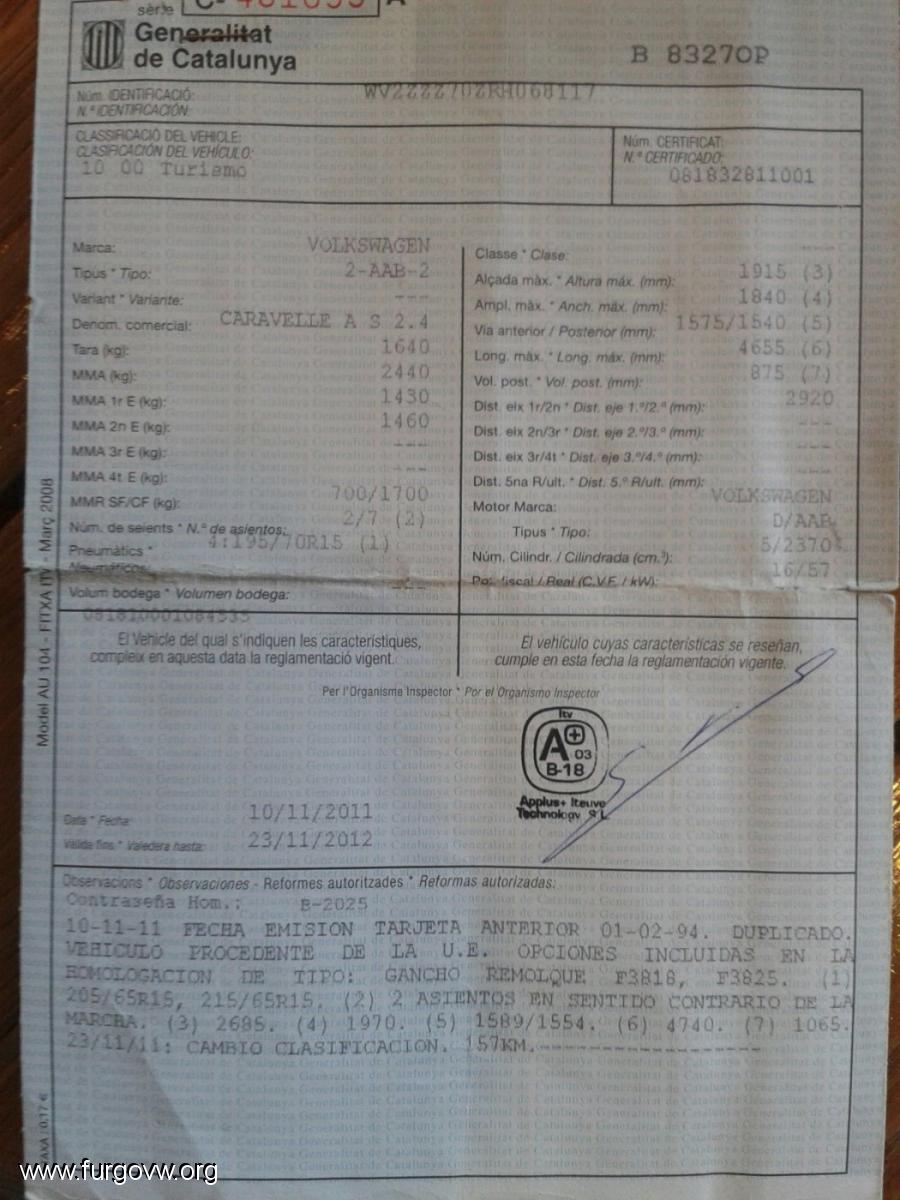 sèrie C- A
Generalitat
de Catalunya
B 8327OP
Núm. IDENTIFICACIÓ:
N.º IDENTIFICACIÓN:
WV2ZZZ70ZRH068117
CLASSIFICACIÓ DEL VEHICLE:
CLASIFICACIÓN DEL VEHÍCULO:
10 00 Turismo
Núm. CERTIFICAT:
N.º CERTIFICADO:
081832811001
Marca: VOLKSWAGEN
Tipus * Tipo: 2-AAB-2
Variant * Variante: ---
Denom. comercial: CARAVELLE A S 2.4
Tara (kg): 1640
MMA (kg): 2440
MMA 1r E (kg): 1430
MMA 2n E (kg): 1460
MMA 3r E (kg): ---
MMA 4t E (kg): ---
MMR SF/CF (kg): 700/1700
Núm. de seients * N.º de asientos: 2/7 (2)
Pneumàtics * 4:195/70R15 (1)
Neumáticos:
Volum bodega * Volumen bodega: ---
081810001084535
Classe * Clase: ---
Alçada màx. * Altura máx. (mm): 1915 (3)
Ampl. màx. * Anch. máx. (mm): 1840 (4)
Via anterior / Posterior (mm): 1575/1540 (5)
Long. màx. * Long. máx. (mm): 4655 (6)
Vol. post. * Vol. post. (mm): 875 (7)
Dist. eix 1r/2n * Dist. eje 1.º/2.º (mm): 2920
Dist. eix 2n/3r * Dist. eje 2.º/3.º (mm): ---
Dist. eix 3r/4t * Dist. eje 3.º/4.º (mm): ---
Dist. 5na R/ult. * Dist. 5.ª R/ult. (mm): ---
Motor Marca: VOLKSWAGEN
Tipus * Tipo: D/AAB
Núm. Cilindr. / Cilindrada (cm.³): 5/2370
Pot. fiscal / Real (C.V.F. / kW): 16/57
El Vehicle del qual s'indiquen les característiques,
compleix en aquesta data la reglamentació vigent.
El vehículo cuyas características se reseñan,
cumple en esta fecha la reglamentación vigente.
Per l'Organisme Inspector * Por el Organismo Inspector
Itv
A+ 03
B-18
Applus+ Iteuve
Technology S L
Data * Fecha: 10/11/2011
Vàlida fins * Valedera hasta: 23/11/2012
Observacions * Observaciones - Reformes autoritzades * Reformas autorizadas:
Contraseña Hom.: B-2025
10-11-11 FECHA EMISION TARJETA ANTERIOR 01-02-94. DUPLICADO.
VEHICULO PROCEDENTE DE LA U.E. OPCIONES INCLUIDAS EN LA
HOMOLOGACION DE TIPO: GANCHO REMOLQUE F3818, F3825. (1)
205/65R15, 215/65R15. (2) 2 ASIENTOS EN SENTIDO CONTRARIO DE LA
MARCHA. (3) 2685. (4) 1970. (5) 1589/1554. (6) 4740. (7) 1065.
23/11/11: CAMBIO CLASIFICACION. 157KM.--------------------
Model AU 104 - FITXA ITV - Març 2008
TAXA: 0,17 €
www.furgovw.org